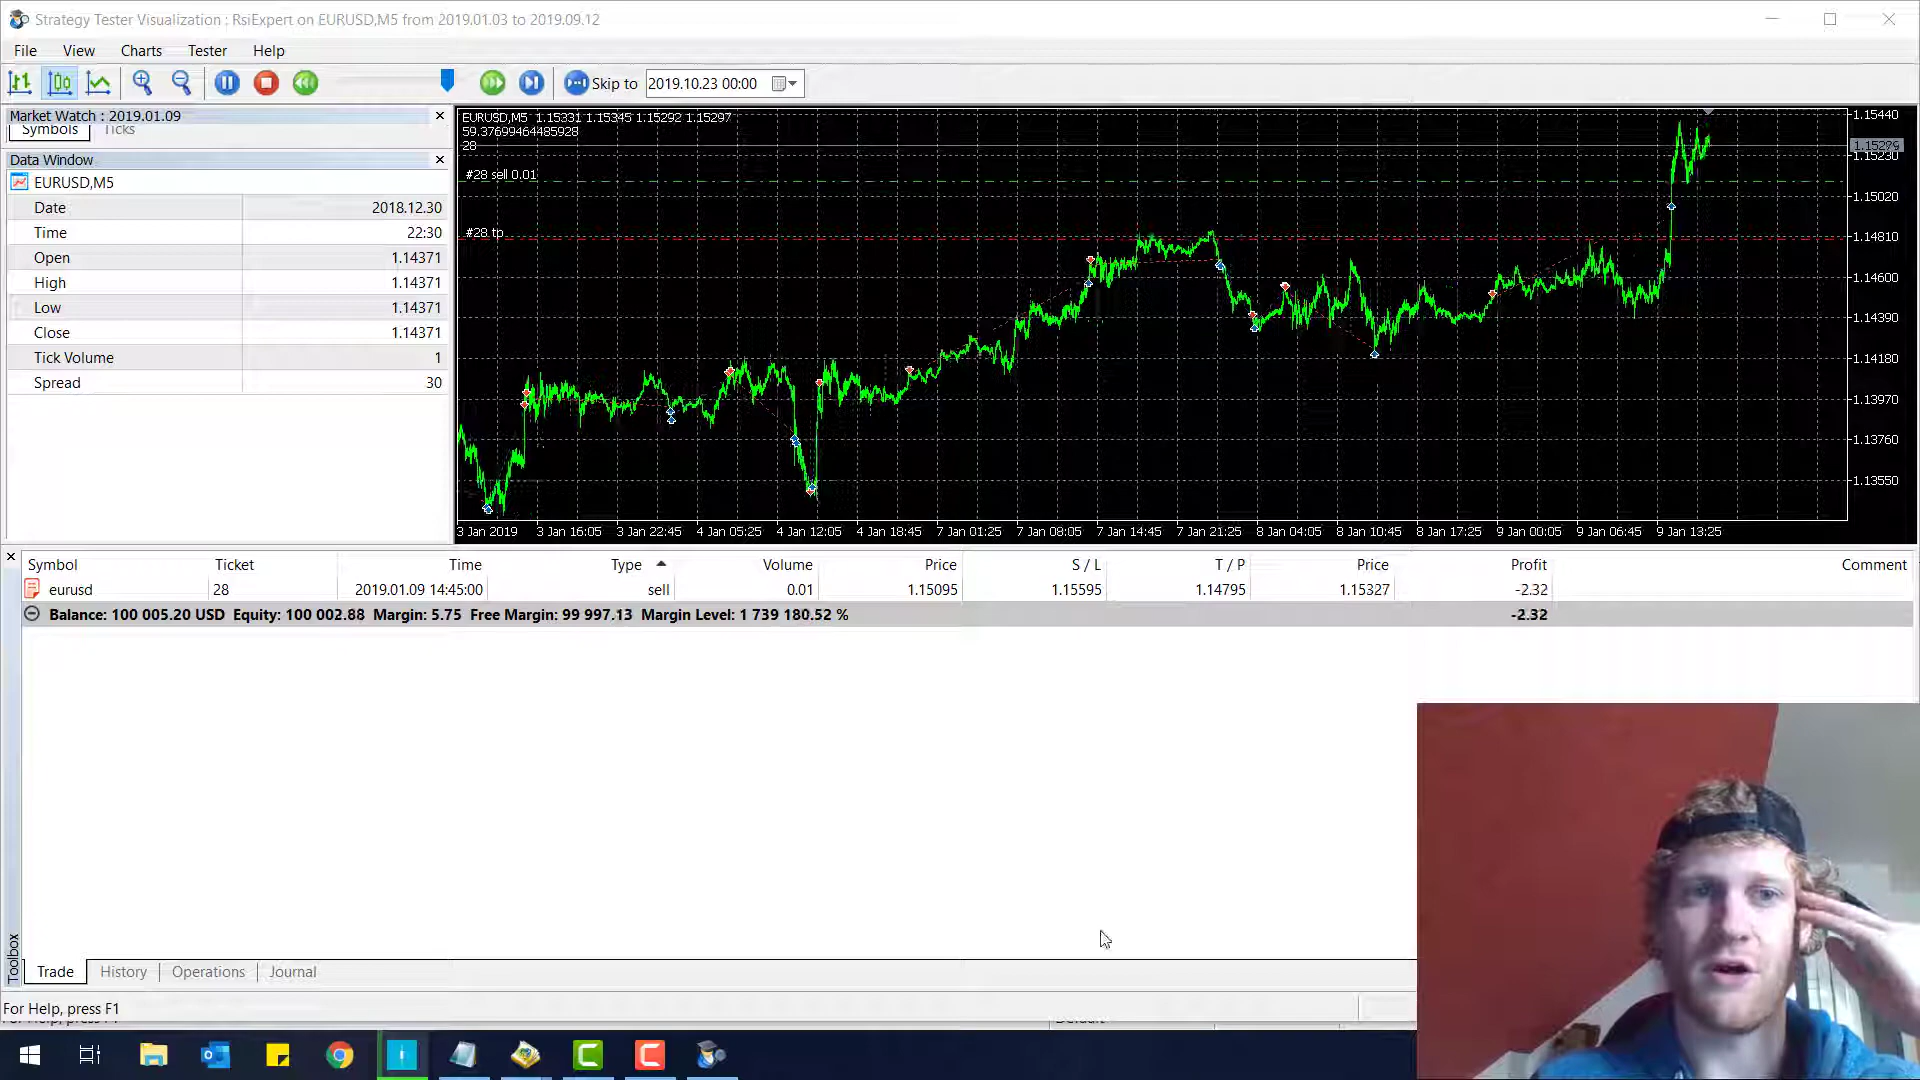 Strategy Tester Visualization : RsiExpert on EURUSD,M5 from 2019.01.03 to 2019.09.12
File View Charts Tester Help
Skip to 2019.10.23 00:00
Market Watch : 2019.01.09
Symbols Ticks
Data Window
EURUSD,M5
Date 2018.12.30
Time 22:30
Open 1.14371
High 1.14371
Low 1.14371
Close 1.14371
Tick Volume 1
Spread 30
EURUSD,M5 1.15331 1.15345 1.15292 1.15297
59.37699464485928
28
#28 sell 0.01
#28 tp
1.15440
1.15230
1.15020
1.14810
1.14600
1.14390
1.14180
1.13970
1.13760
1.13550
3 Jan 2019 3 Jan 16:05 3 Jan 22:45 4 Jan 05:25 4 Jan 12:05 4 Jan 18:45 7 Jan 01:25 7 Jan 08:05 7 Jan 14:45 7 Jan 21:25 8 Jan 04:05 8 Jan 10:45 8 Jan 17:25 9 Jan 00:05 9 Jan 06:45 9 Jan 13:25
Symbol Ticket Time Type Volume Price S / L T / P Price Profit Comment
eurusd 28 2019.01.09 14:45:00 sell 0.01 1.15095 1.15595 1.14795 1.15327 -2.32
Balance: 100 005.20 USD Equity: 100 002.88 Margin: 5.75 Free Margin: 99 997.13 Margin Level: 1 739 180.52 % -2.32
Toolbox
Trade History Operations Journal
For Help, press F1